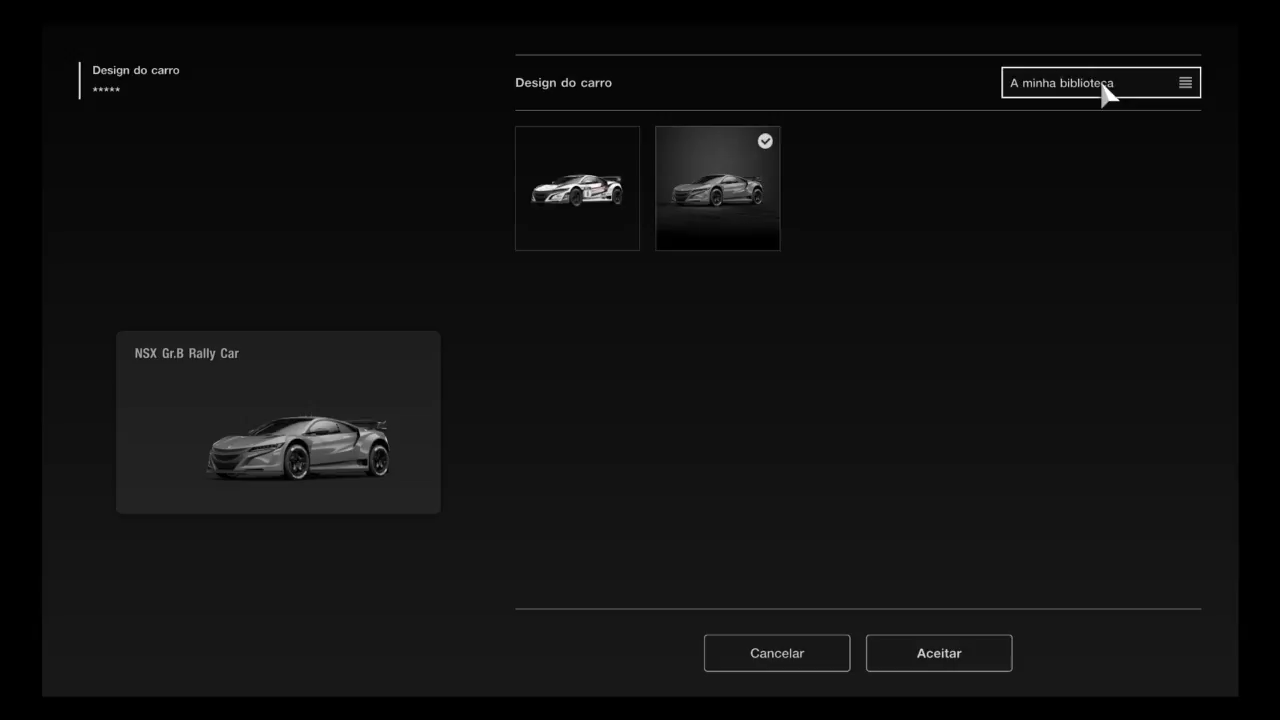 Design do carro
*****
Design do carro
A minha biblioteca
NSX Gr.B Rally Car
Cancelar
Aceitar